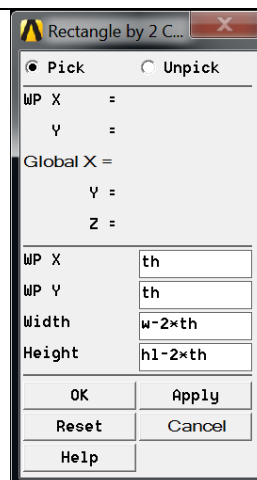 Rectangle by 2 C...
Pick Unpick
WP X =
Y =
Global X =
Y =
Z =
WP X th
WP Y th
Width w-2*th
Height hl-2*th
OK Apply
Reset Cancel
Help